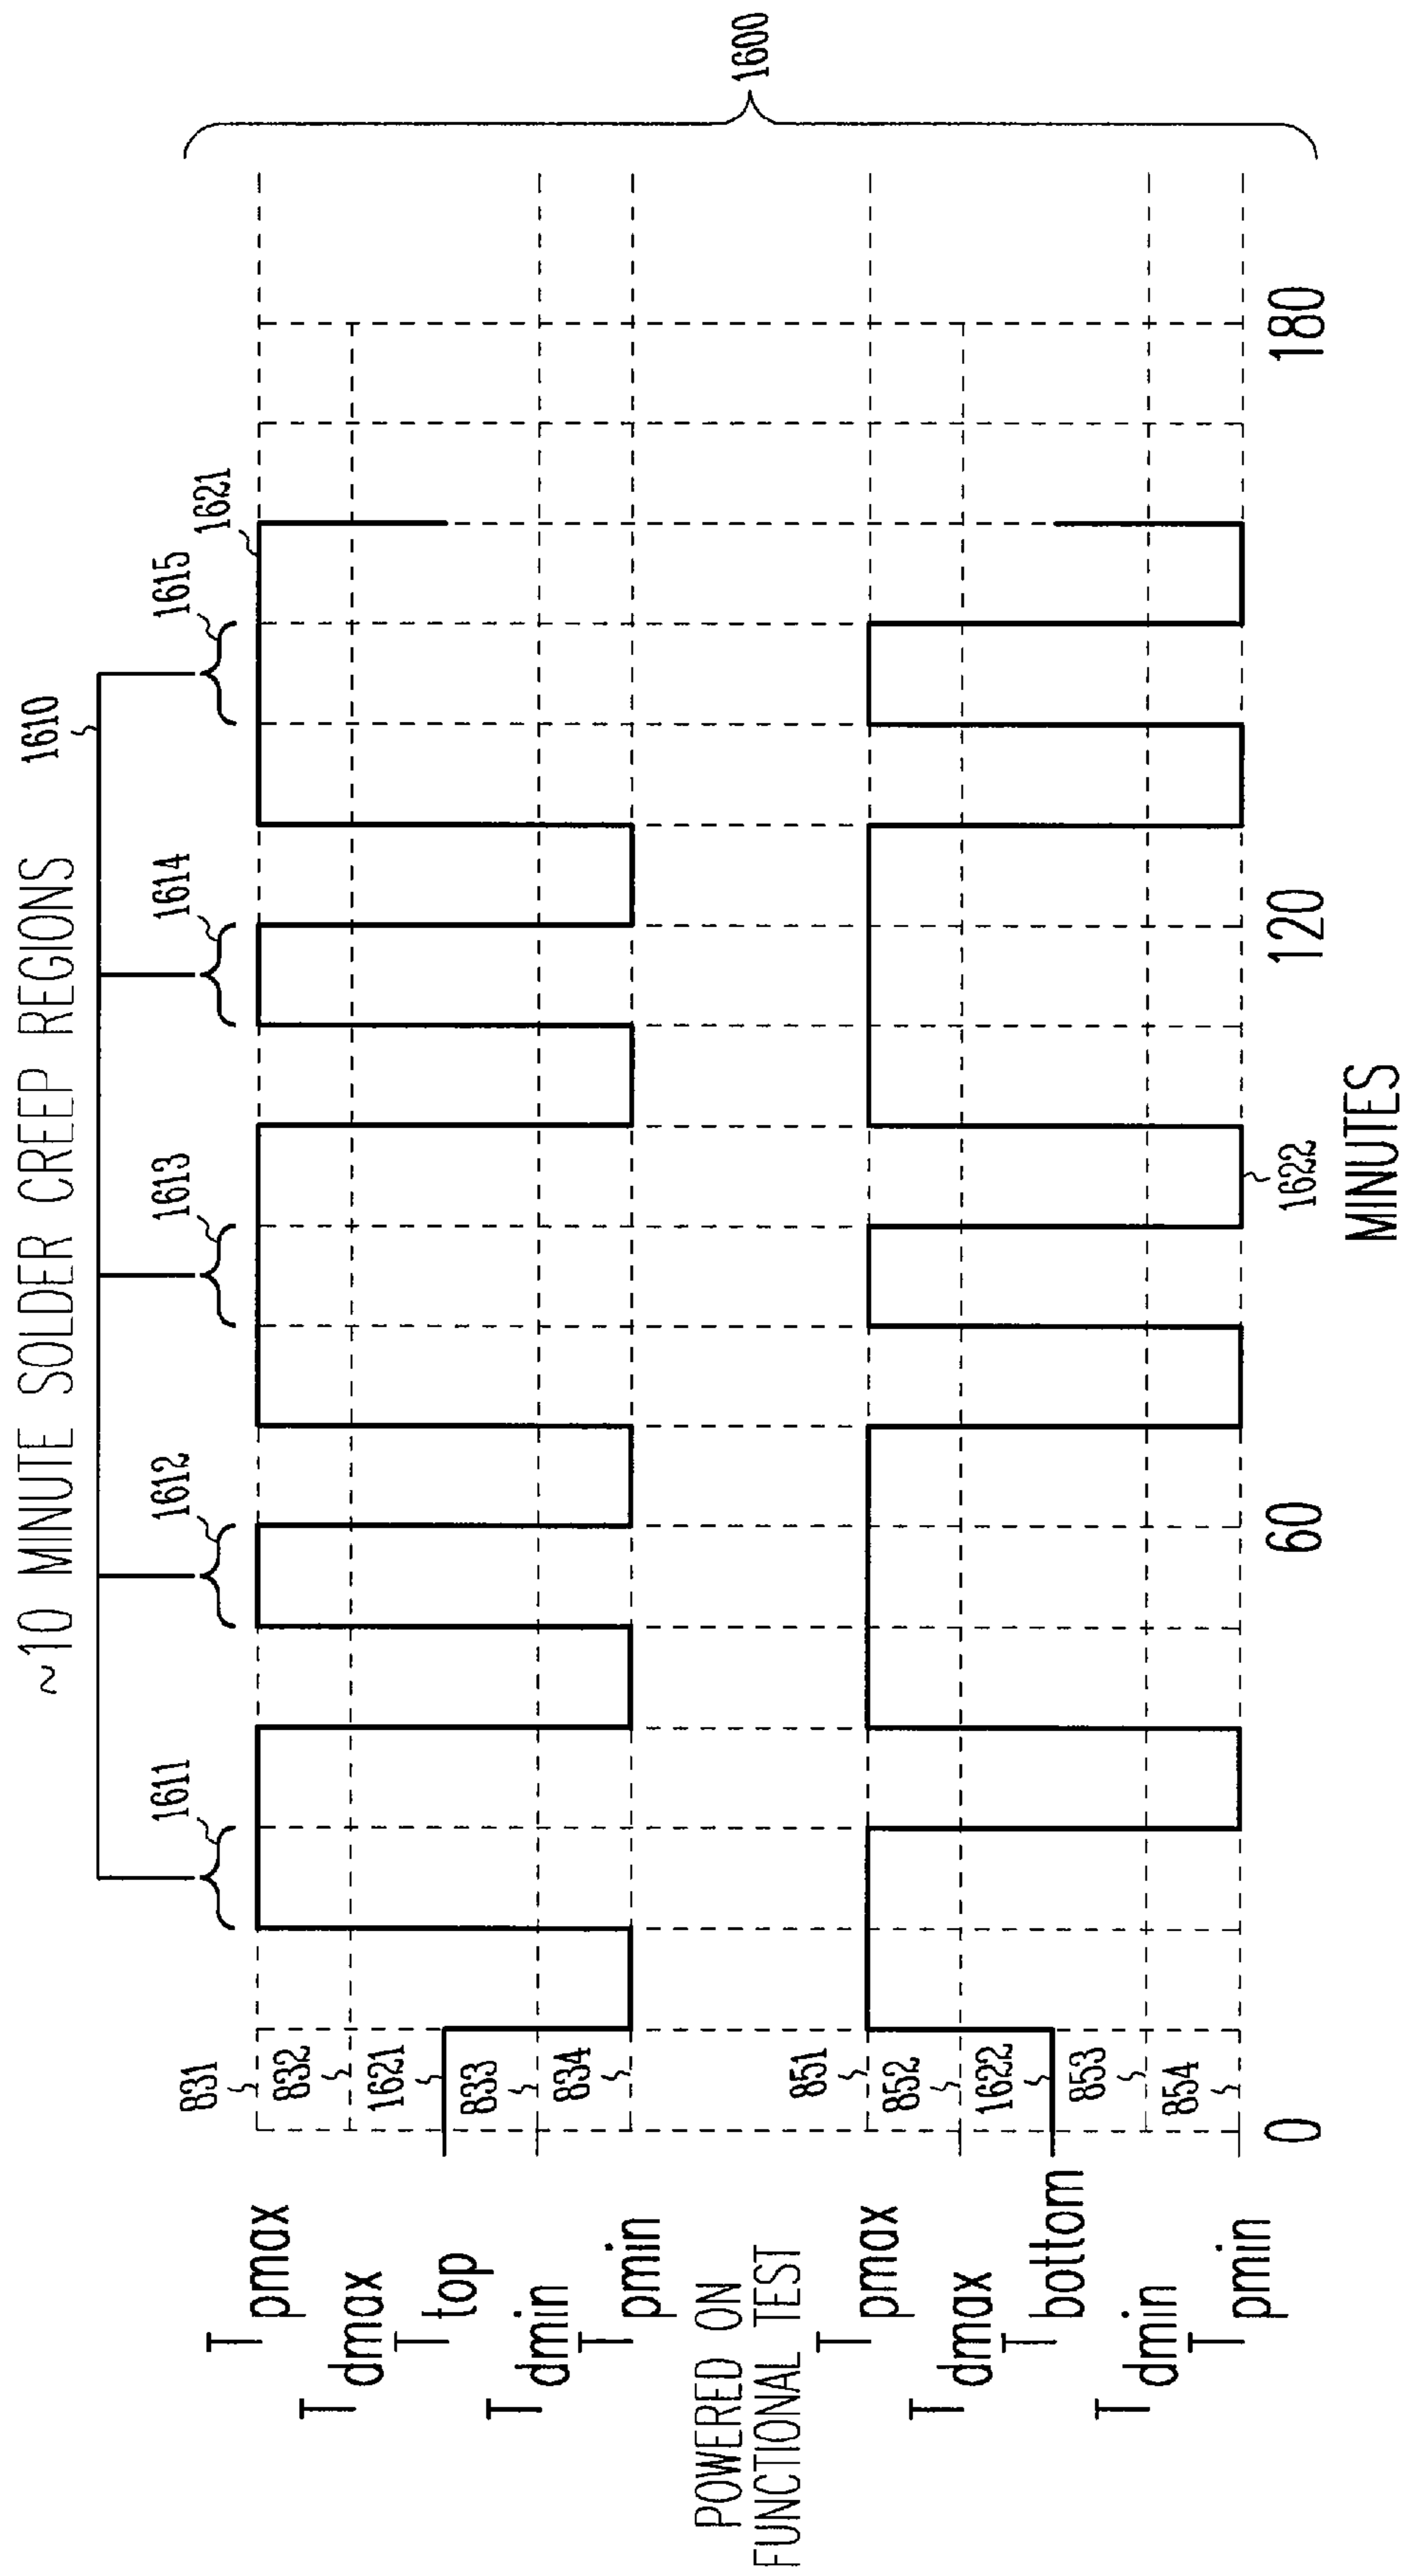 ~10 MINUTE SOLDER CREEP REGIONS
1610
1611
1612
1613
1614
1615
1621
1600
T pmax
831
T dmax
832
T top
1621
T dmin
833
T pmin
834
POWERED ON
FUNCTIONAL TEST
T pmax
851
T dmax
852
T bottom
1622
T dmin
853
T pmin
854
1622
0
60
120
180
MINUTES